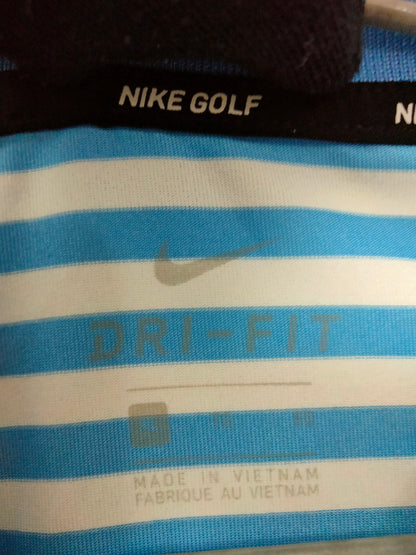 NIKE GOLF
DRI-FIT
MADE IN VIETNAM
FABRIQUE AU VIETNAM